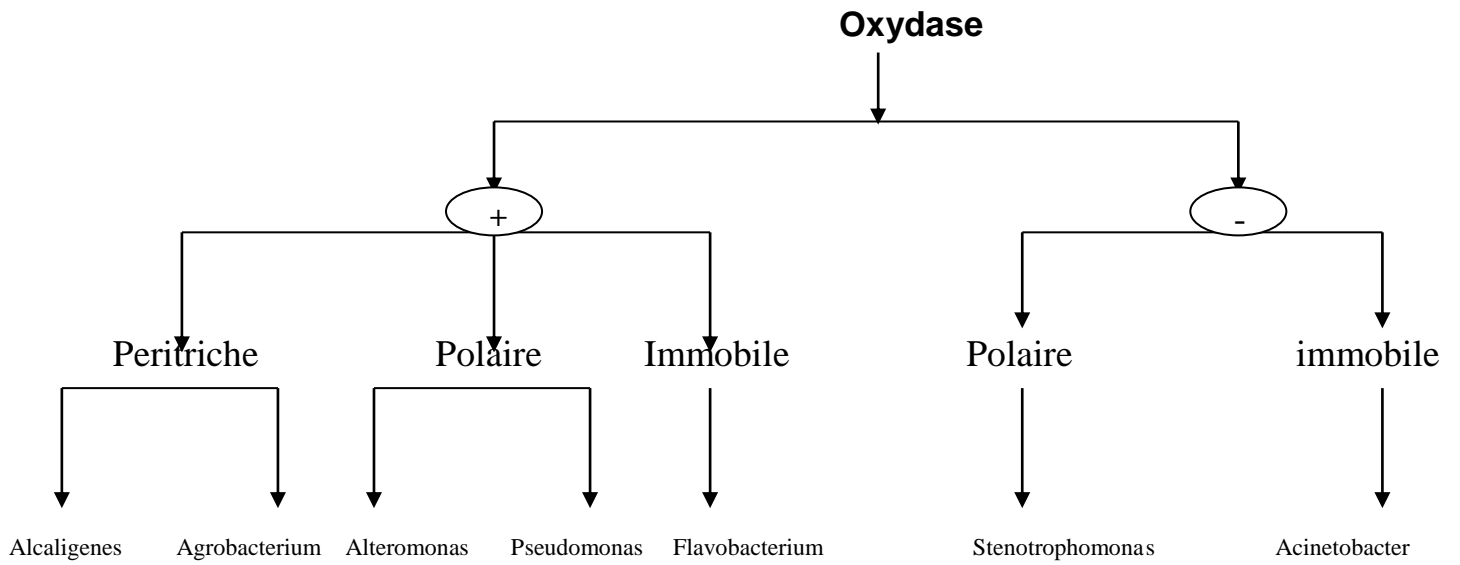 Oxydase
+ -
Peritriche Polaire Immobile Polaire immobile
Alcaligenes Agrobacterium Alteromonas Pseudomonas Flavobacterium Stenotrophomonas Acinetobacter